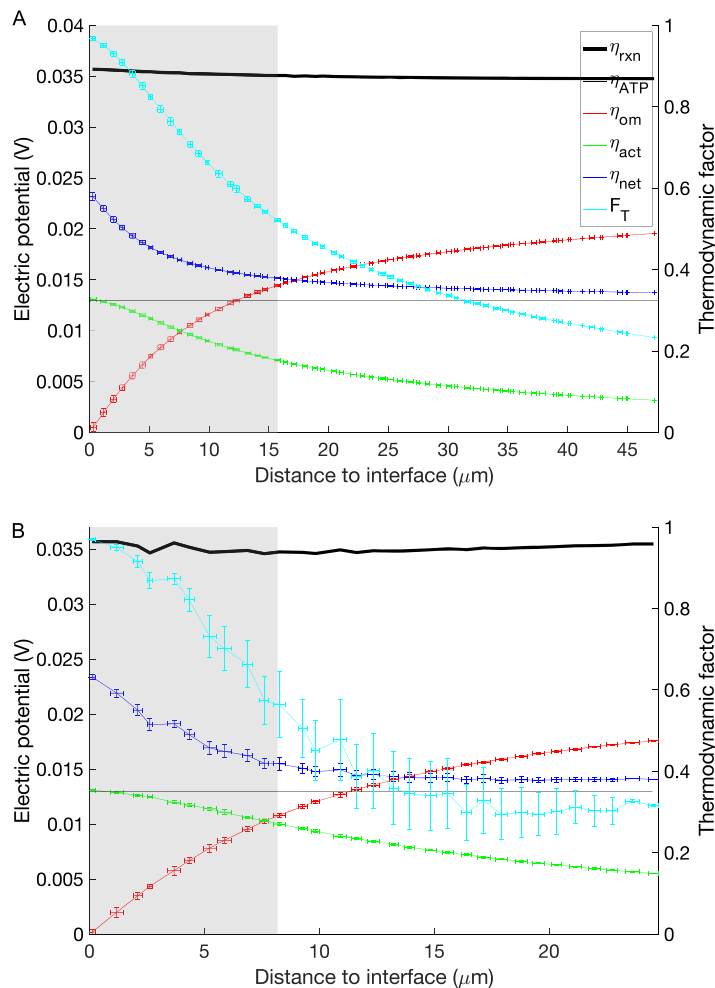 A
0.04
0.035
0.03
0.025
0.02
0.015
0.01
0.005
0
Electric potential (V)
1
0.8
0.6
0.4
0.2
0
Thermodynamic factor
η_rxn
η_ATP
η_om
η_act
η_net
F_T
0 5 10 15 20 25 30 35 40 45
Distance to interface (μm)
B
0.035
0.03
0.025
0.02
0.015
0.01
0.005
0
Electric potential (V)
1
0.8
0.6
0.4
0.2
0
Thermodynamic factor
0 5 10 15 20
Distance to interface (μm)